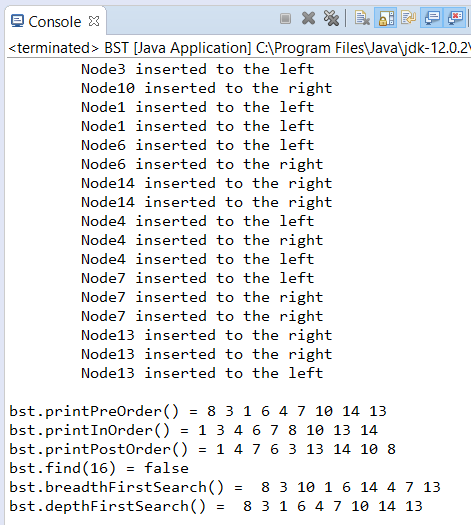 Console
<terminated> BST [Java Application] C:\Program Files\Java\jdk-12.0.2\
Node3 inserted to the left
Node10 inserted to the right
Node1 inserted to the left
Node1 inserted to the left
Node6 inserted to the left
Node6 inserted to the right
Node14 inserted to the right
Node14 inserted to the right
Node4 inserted to the left
Node4 inserted to the right
Node4 inserted to the left
Node7 inserted to the left
Node7 inserted to the right
Node7 inserted to the right
Node13 inserted to the right
Node13 inserted to the right
Node13 inserted to the left
bst.printPreOrder() = 8 3 1 6 4 7 10 14 13
bst.printInOrder() = 1 3 4 6 7 8 10 13 14
bst.printPostOrder() = 1 4 7 6 3 13 14 10 8
bst.find(16) = false
bst.breadthFirstSearch() =  8 3 10 1 6 14 4 7 13
bst.depthFirstSearch() =  8 3 1 6 4 7 10 14 13